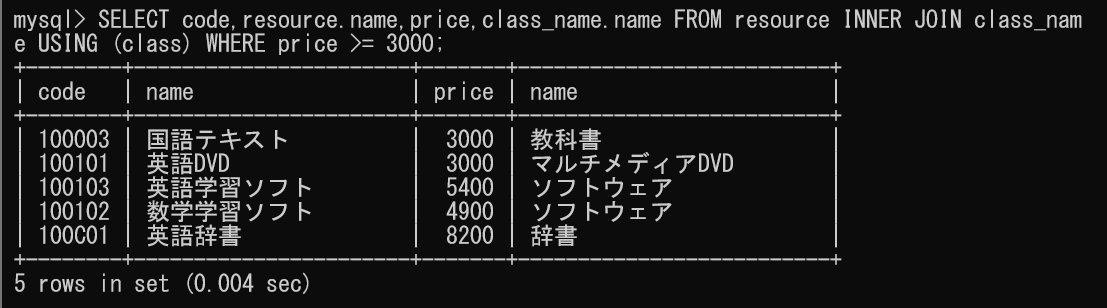 mysql> SELECT code,resource.name,price,class_name.name FROM resource INNER JOIN class_nam
e USING (class) WHERE price >= 3000;
+--------+------------------------+-------+---------------------------+
| code | name | price | name |
+--------+------------------------+-------+---------------------------+
| 100003 | 国語テキスト | 3000 | 教科書 |
| 100101 | 英語DVD | 3000 | マルチメディアDVD |
| 100103 | 英語学習ソフト | 5400 | ソフトウェア |
| 100102 | 数学学習ソフト | 4900 | ソフトウェア |
| 100C01 | 英語辞書 | 8200 | 辞書 |
+--------+------------------------+-------+---------------------------+
5 rows in set (0.004 sec)